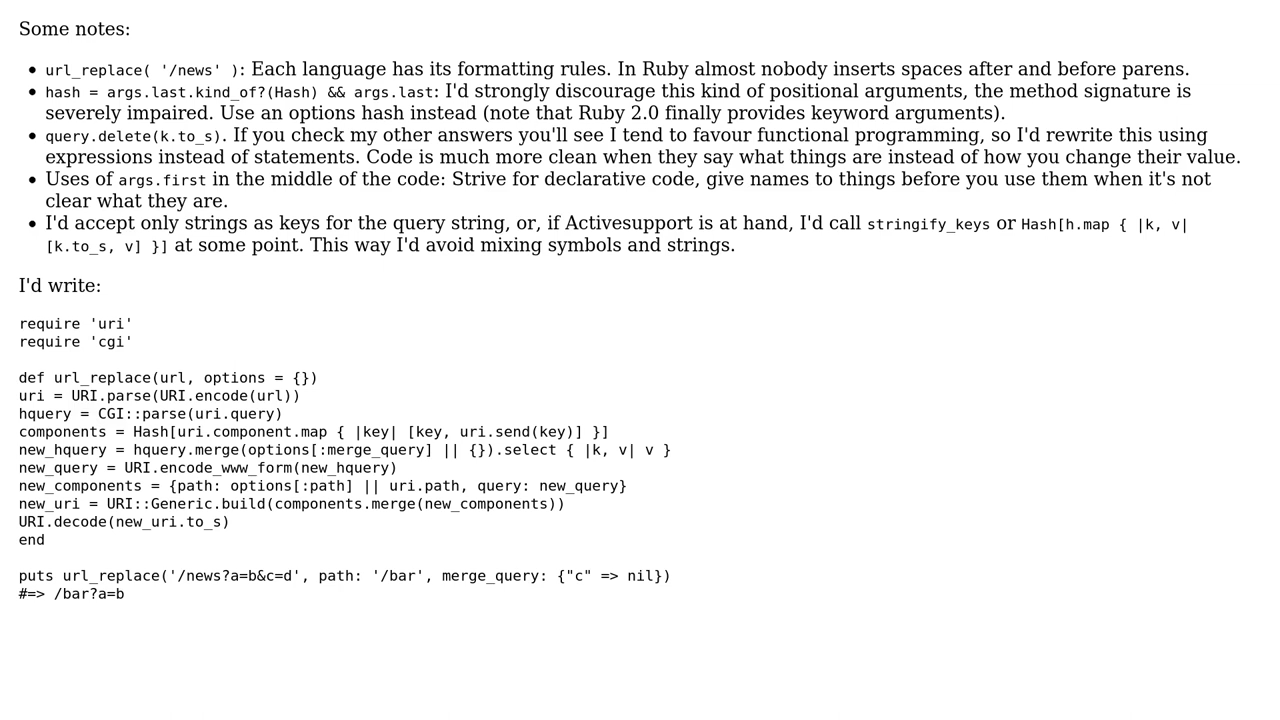 Some notes:
url_replace( '/news' ): Each language has its formatting rules. In Ruby almost nobody inserts spaces after and before parens.
hash = args.last.kind_of?(Hash) && args.last: I'd strongly discourage this kind of positional arguments, the method signature is
severely impaired. Use an options hash instead (note that Ruby 2.0 finally provides keyword arguments).
query.delete(k.to_s). If you check my other answers you'll see I tend to favour functional programming, so I'd rewrite this using
expressions instead of statements. Code is much more clean when they say what things are instead of how you change their value.
Uses of args.first in the middle of the code: Strive for declarative code, give names to things before you use them when it's not
clear what they are.
I'd accept only strings as keys for the query string, or, if Activesupport is at hand, I'd call stringify_keys or Hash[h.map { |k, v|
[k.to_s, v] }] at some point. This way I'd avoid mixing symbols and strings.
I'd write:
require 'uri'
require 'cgi'
def url_replace(url, options = {})
uri = URI.parse(URI.encode(url))
hquery = CGI::parse(uri.query)
components = Hash[uri.component.map { |key| [key, uri.send(key)] }]
new_hquery = hquery.merge(options[:merge_query] || {}).select { |k, v| v }
new_query = URI.encode_www_form(new_hquery)
new_components = {path: options[:path] || uri.path, query: new_query}
new_uri = URI::Generic.build(components.merge(new_components))
URI.decode(new_uri.to_s)
end
puts url_replace('/news?a=b&c=d', path: '/bar', merge_query: {"c" => nil})
#=> /bar?a=b